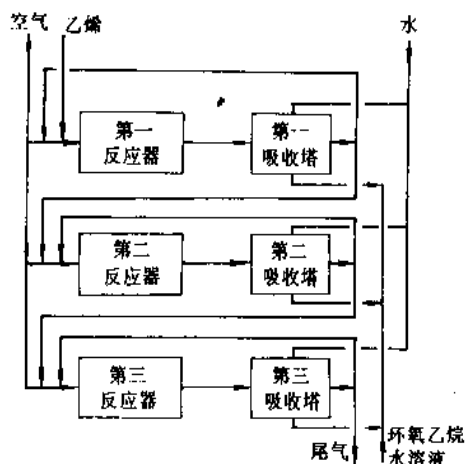 空气
乙烯
水
第一
反应器
第一
吸收塔
第二
反应器
第二
吸收塔
第三
反应器
第三
吸收塔
尾气
环氧乙烷
水溶液